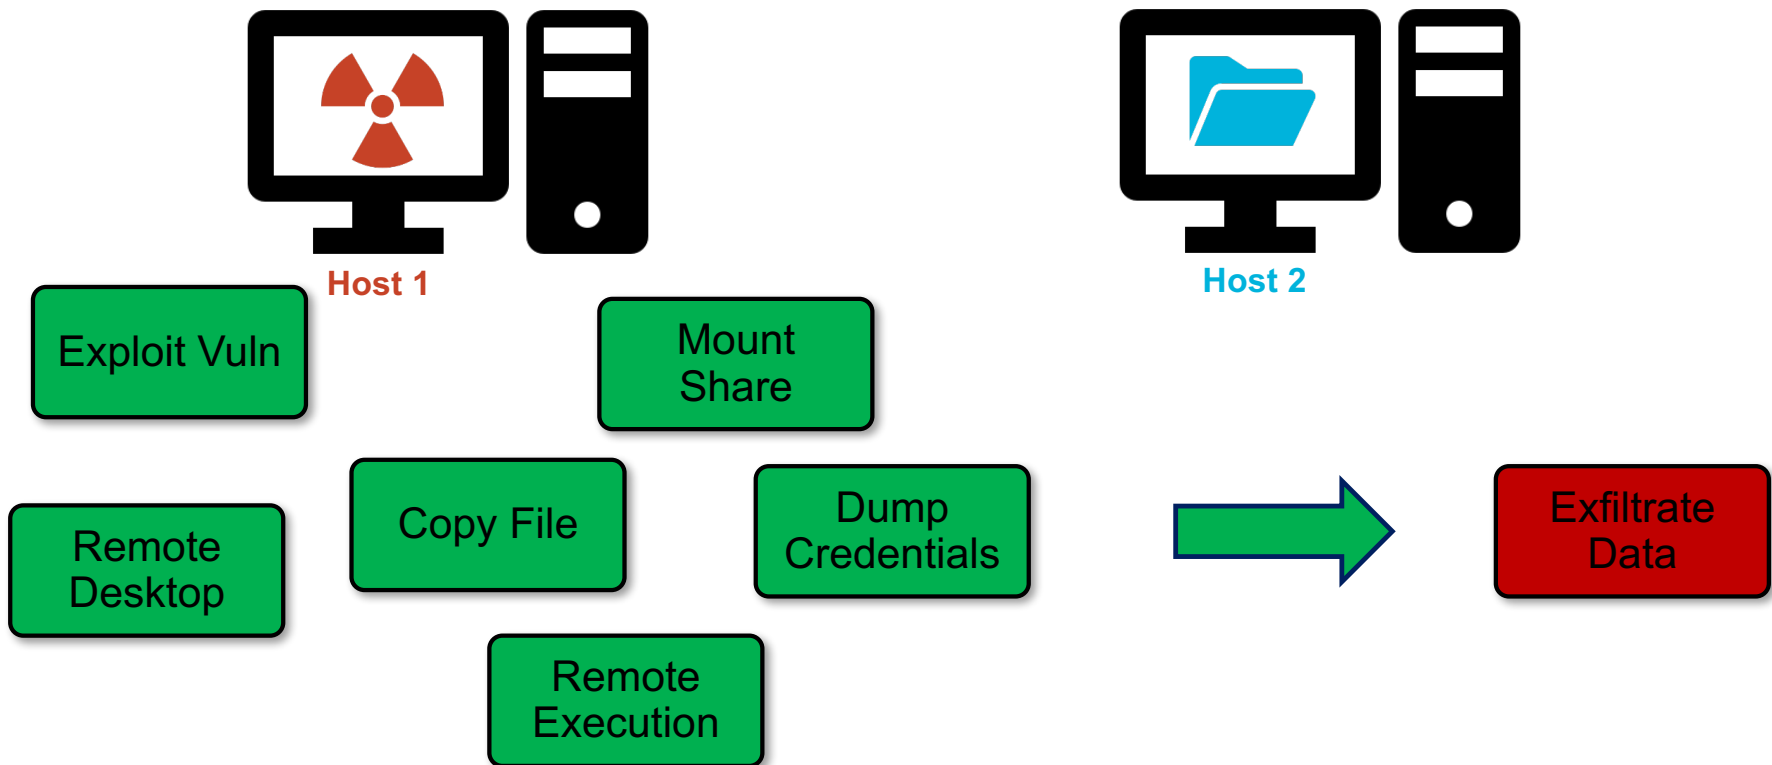 Host 1
Host 2
Exploit Vuln
Mount
Share
Copy File
Dump
Credentials
Exfiltrate
Data
Remote
Desktop
Remote
Execution